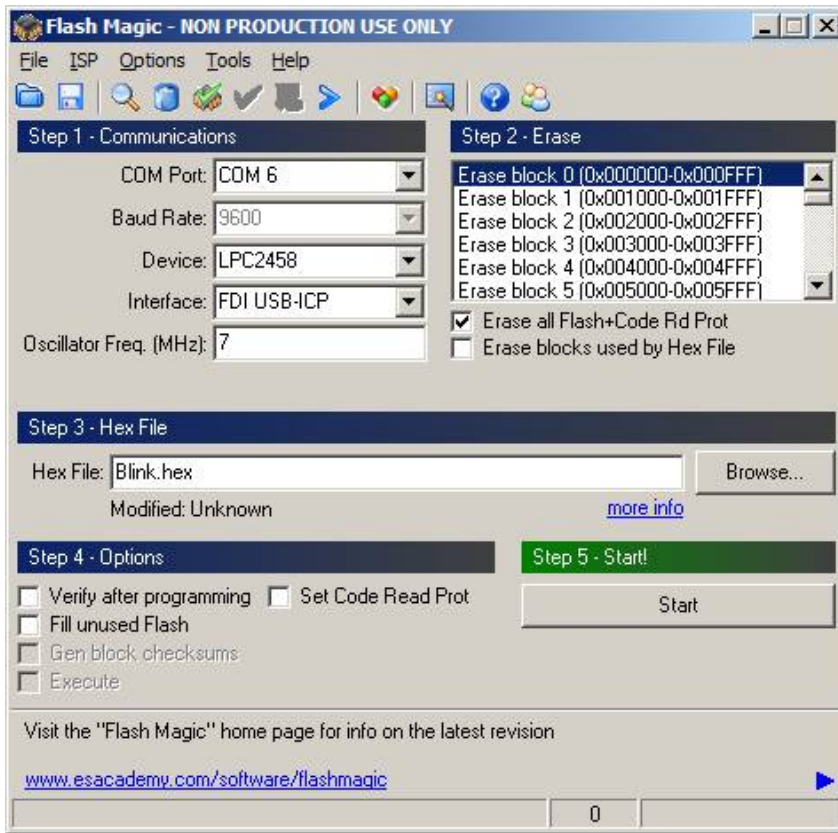 Flash Magic - NON PRODUCTION USE ONLY
File ISP Options Tools Help
Step 1 - Communications
COM Port: COM 6
Baud Rate: 9600
Device: LPC2458
Interface: FDI USB-ICP
Oscillator Freq. (MHz): 7
Step 2 - Erase
Erase block 0 (0x000000-0x000FFF)
Erase block 1 (0x001000-0x001FFF)
Erase block 2 (0x002000-0x002FFF)
Erase block 3 (0x003000-0x003FFF)
Erase block 4 (0x004000-0x004FFF)
Erase block 5 (0x005000-0x005FFF)
Erase all Flash+Code Rd Prot
Erase blocks used by Hex File
Step 3 - Hex File
Hex File: Blink.hex Browse...
Modified: Unknown more info
Step 4 - Options
Verify after programming Set Code Read Prot
Fill unused Flash
Gen block checksums
Execute
Step 5 - Start!
Start
Visit the "Flash Magic" home page for info on the latest revision
www.esacademy.com/software/flashmagic
0